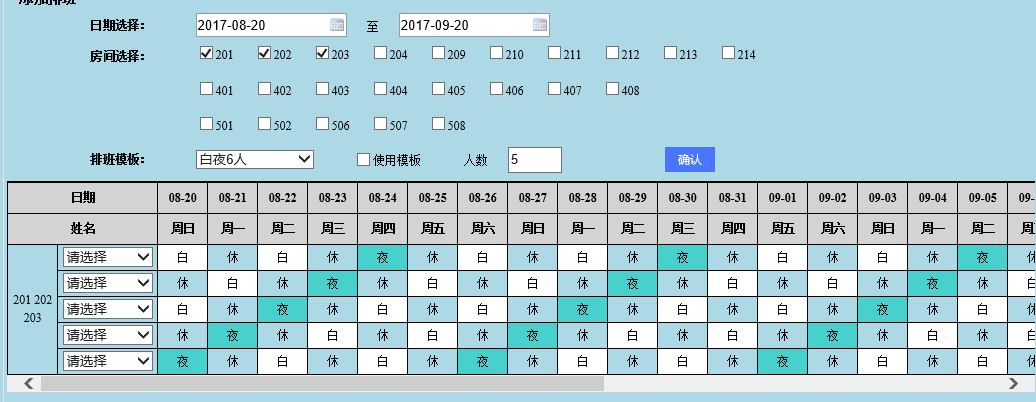 日期选择: 2017-08-20 至 2017-09-20
房间选择: 201 202 203 204 209 210 211 212 213 214
401 402 403 404 405 406 407 408
501 502 506 507 508
排班模板: 白夜6人 使用模板 人数 5 确认
日期 08-20 08-21 08-22 08-23 08-24 08-25 08-26 08-27 08-28 08-29 08-30 08-31 09-01 09-02 09-03 09-04 09-05 09-
姓名 周日 周一 周二 周三 周四 周五 周六 周日 周一 周二 周三 周四 周五 周六 周日 周一 周二
请选择 白 休 白 休 夜 休 白 休 白 休 夜 休 白 休 白 休 夜
请选择 休 白 休 夜 休 白 休 白 休 夜 休 白 休 白 休 夜 休
201 202 203 请选择 白 休 夜 休 白 休 白 休 夜 休 白 休 白 休 夜 休 白
请选择 休 夜 休 白 休 白 休 夜 休 白 休 白 休 夜 休 白 休
请选择 夜 休 白 休 白 休 夜 休 白 休 白 休 夜 休 白 休 白